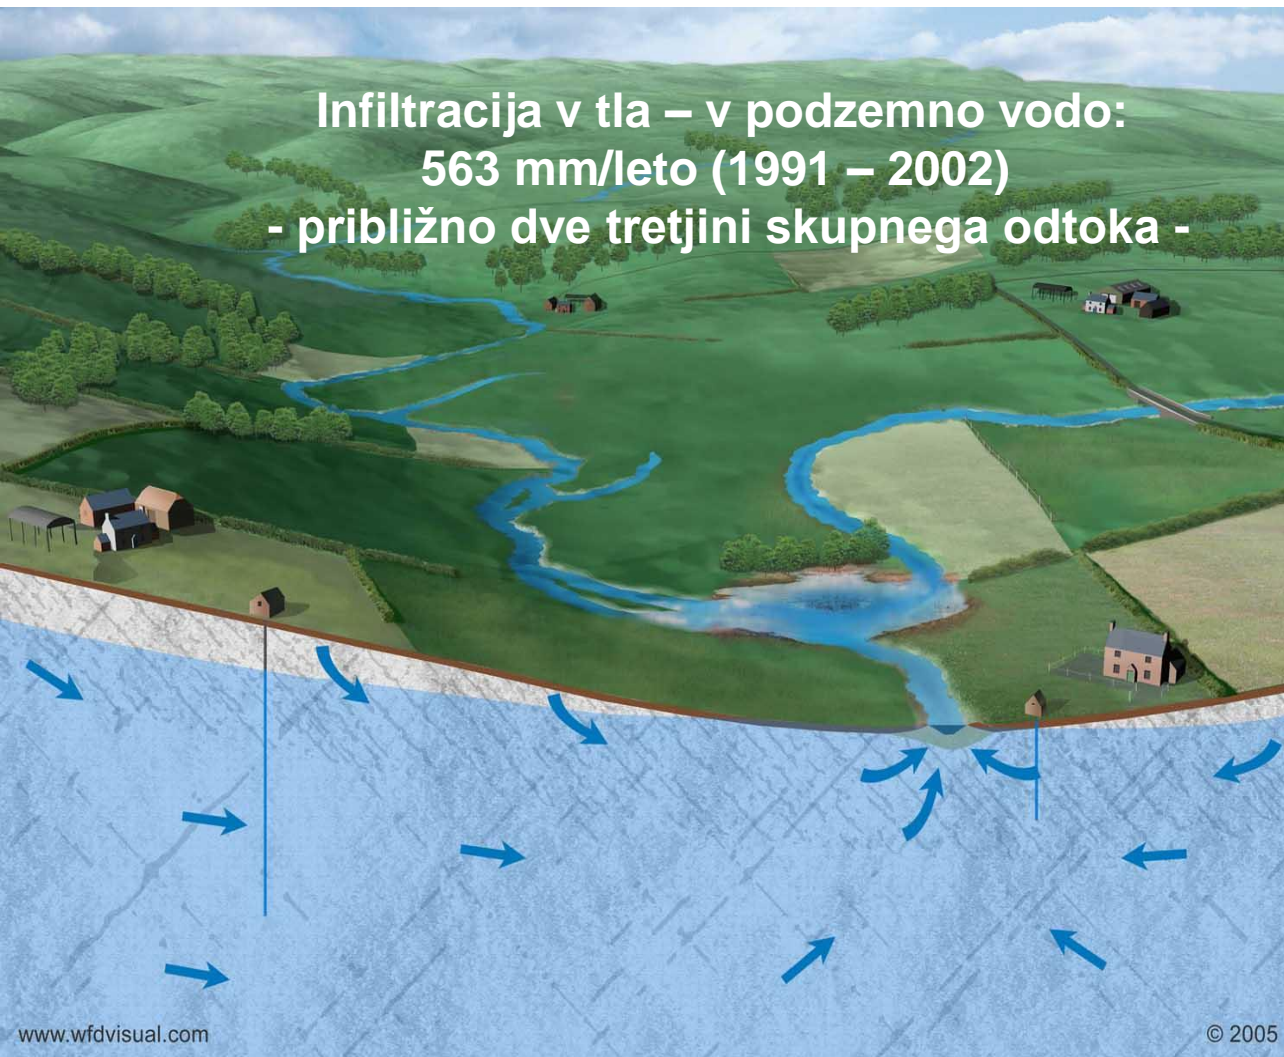 Infiltracija v tla – v podzemno vodo:
563 mm/leto (1991 – 2002)
- približno dve tretjini skupnega odtoka -
www.wfdvisual.com
© 2005